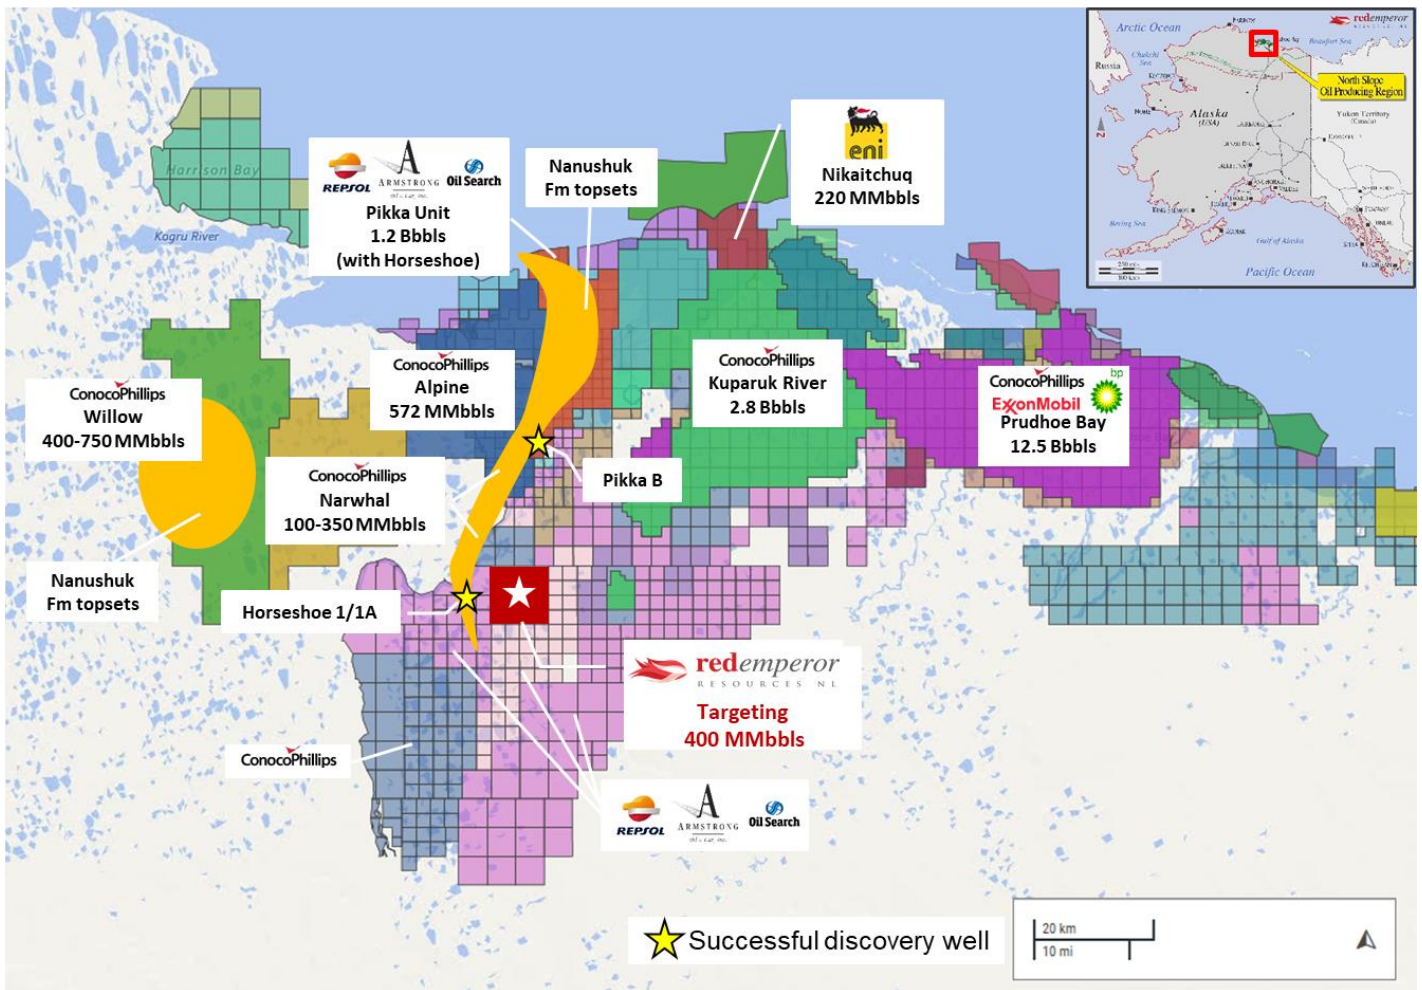 Harrison Bay
Kogru River
REPSOL
ARMSTRONG
Oil Search
Pikka Unit
1.2 Bbbls
(with Horseshoe)
Nanushuk
Fm topsets
eni
Nikaitchuq
220 MMbbls
redemperor
Arctic Ocean
Beaufort Sea
Chukchi
Sea
Russia
North Slope
Oil Producing Region
Alaska
(USA)
Yukon Territory
(Canada)
Bering Sea
Gulf of Alaska
Pacific Ocean
ConocoPhillips
Willow
400-750 MMbbls
ConocoPhillips
Alpine
572 MMbbls
ConocoPhillips
Kuparuk River
2.8 Bbbls
ConocoPhillips
bp
ExxonMobil
Prudhoe Bay
12.5 Bbbls
ConocoPhillips
Narwhal
100-350 MMbbls
Pikka B
Nanushuk
Fm topsets
Horseshoe 1/1A
redemperor
RESOURCES NL
Targeting
400 MMbbls
ConocoPhillips
REPSOL
ARMSTRONG
Oil Search
Successful discovery well
20 km
10 mi